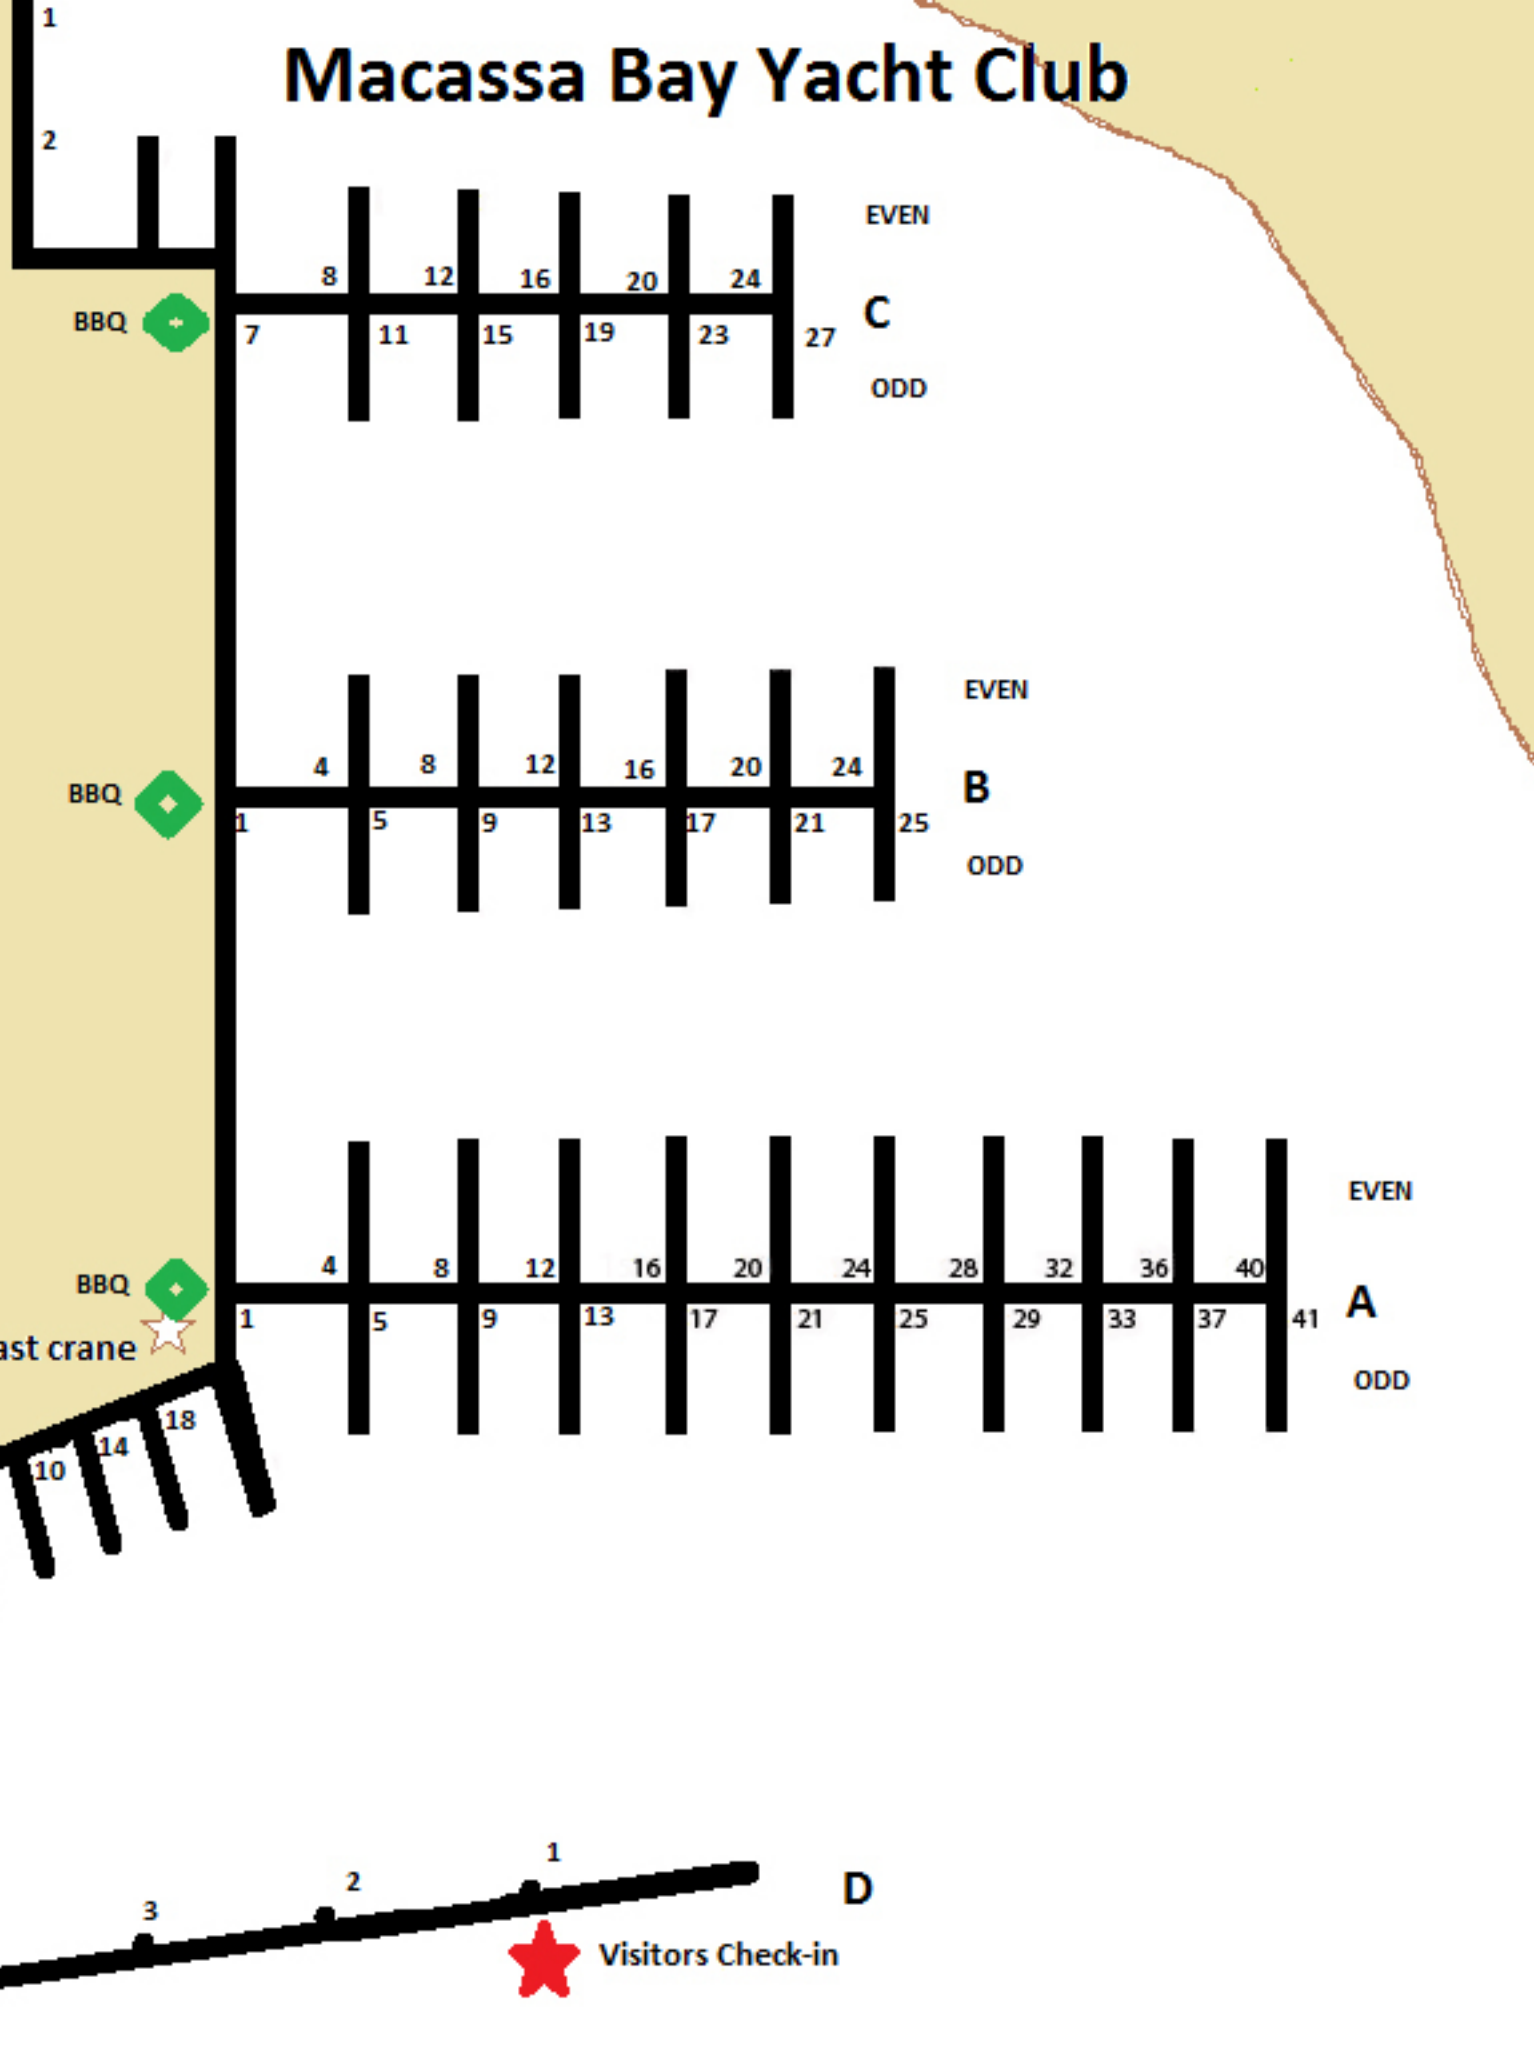 1
Macassa Bay Yacht Club
2
EVEN
8 12 16 20 24
BBQ
C
7 11 15 19 23 27
ODD
EVEN
4 8 12 16 20 24
BBQ
B
1 5 9 13 17 21 25
ODD
EVEN
4 8 12 16 20 24 28 32 36 40
BBQ
A
1 5 9 13 17 21 25 29 33 37 41
ast crane
ODD
18
14
10
1
2
D
3
Visitors Check-in